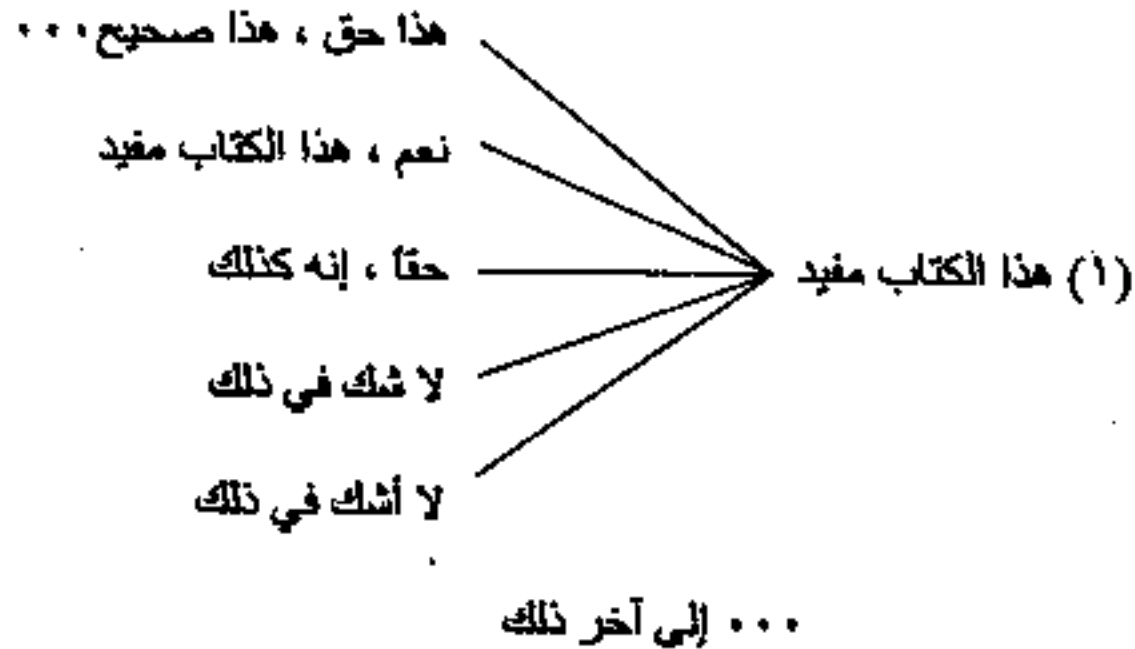 هذا حق ، هذا صحيح ...
نعم ، هذا الكتاب مفيد
(١) هذا الكتاب مفيد
حقاً ، إنه كذلك
لا شك في ذلك
لا أشك في ذلك
... إلى آخر ذلك